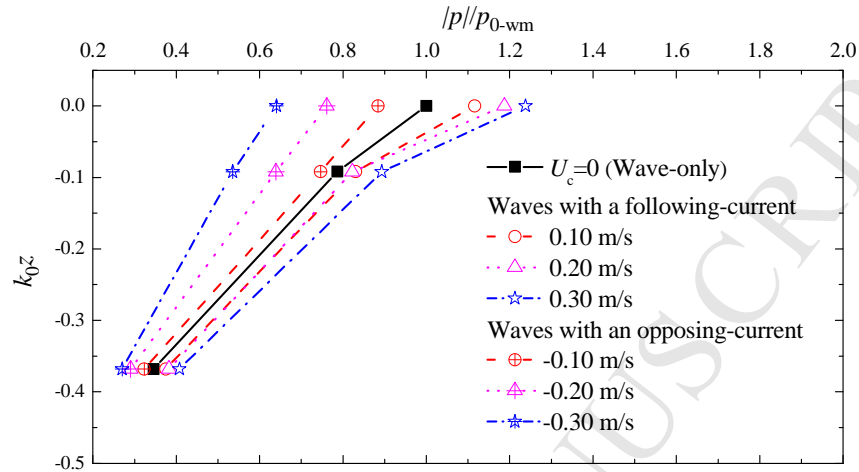 |p|/p0-wm
0.2 0.4 0.6 0.8 1.0 1.2 1.4 1.6 1.8 2.0
0.0
-0.1
-0.2
-0.3
-0.4
-0.5
k0z
Uc=0 (Wave-only)
Waves with a following-current
0.10 m/s
0.20 m/s
0.30 m/s
Waves with an opposing-current
-0.10 m/s
-0.20 m/s
-0.30 m/s